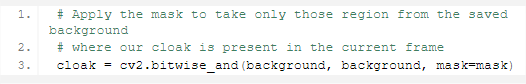 1. # Apply the mask to take only those region from the saved
background
2. # where our cloak is present in the current frame
3. cloak = cv2.bitwise_and(background, background, mask=mask)